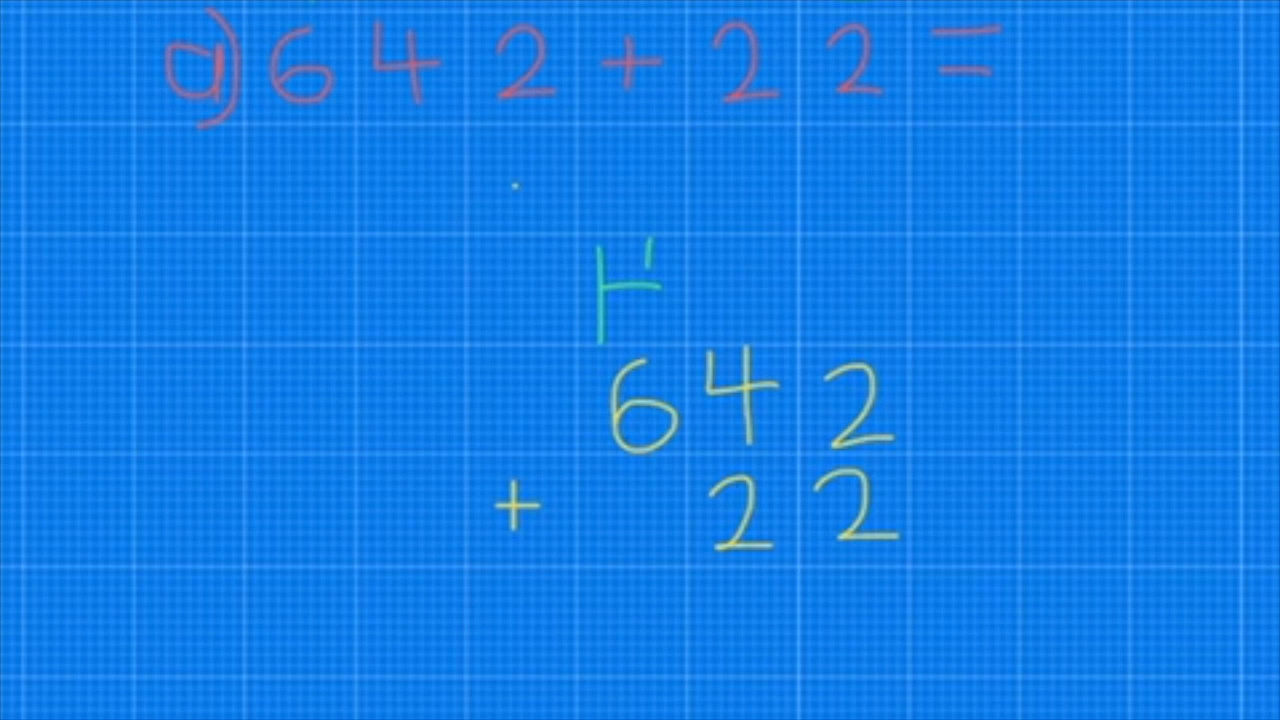 a) 642 + 22 =
642
+ 22